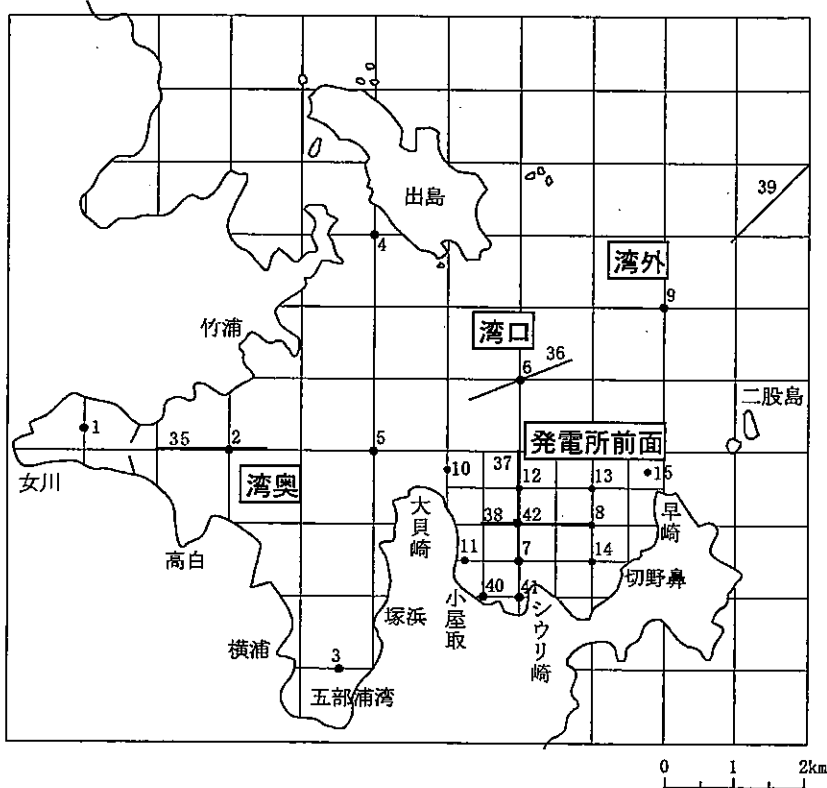 出島
39
4
湾外
9
竹浦
湾口
36
6
二股島
1
35
2
5
発電所前面
10
37
12
13
15
女川
湾奥
大貝崎
38
42
8
早崎
高白
11
7
14
切野鼻
40
41
小屋取
シウリ崎
塚浜
横浦
3
五部浦湾
0 1 2km